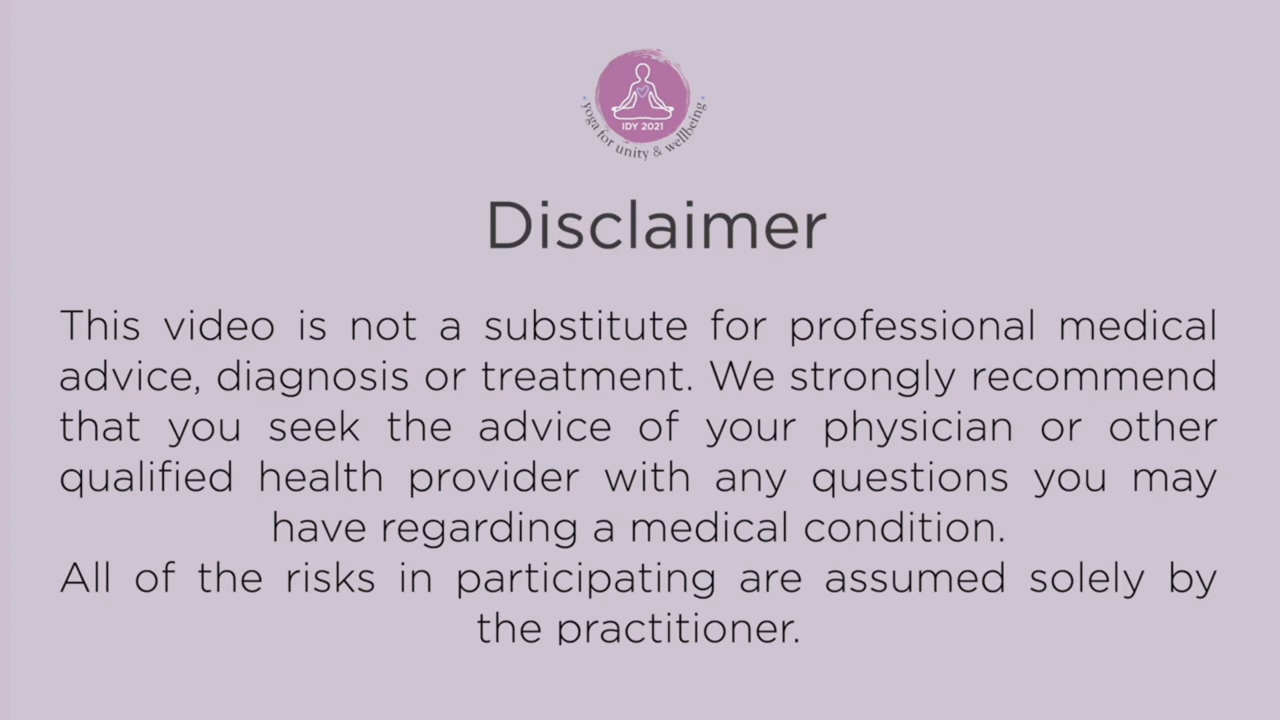 IDY 2021
yoga for unity & wellbeing
Disclaimer
This video is not a substitute for professional medical
advice, diagnosis or treatment. We strongly recommend
that you seek the advice of your physician or other
qualified health provider with any questions you may
have regarding a medical condition.
All of the risks in participating are assumed solely by
the practitioner.